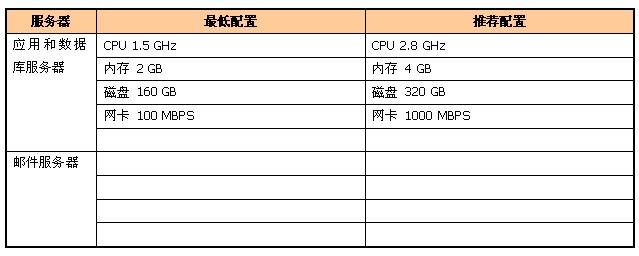 服务器 最低配置 推荐配置
应用和数据 CPU 1.5 GHz CPU 2.8 GHz
库服务器 内存 2 GB 内存 4 GB
磁盘 160 GB 磁盘 320 GB
网卡 100 MBPS 网卡 1000 MBPS
邮件服务器